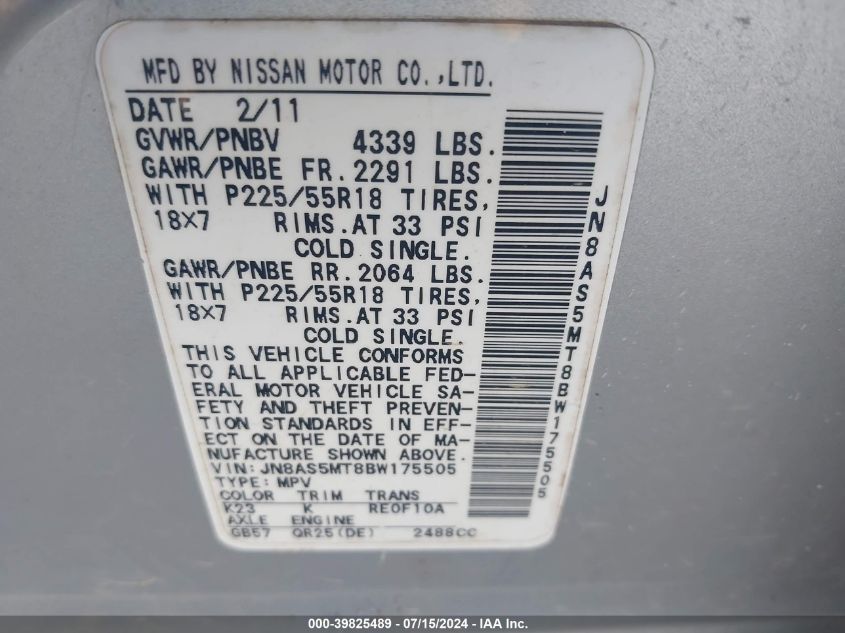 MFD BY NISSAN MOTOR CO.,LTD.
DATE 2/11
GVWR/PNBV 4339 LBS.
GAWR/PNBE FR. 2291 LBS.
WITH P225/55R18 TIRES,
18X7 RIMS. AT 33 PSI
COLD SINGLE.
GAWR/PNBE RR. 2064 LBS.
WITH P225/55R18 TIRES,
18X7 RIMS. AT 33 PSI
COLD SINGLE.
THIS VEHICLE CONFORMS
TO ALL APPLICABLE FED-
ERAL MOTOR VEHICLE SA-
FETY AND THEFT PREVEN-
TION STANDARDS IN EFF-
ECT ON THE DATE OF MA-
NUFACTURE SHOWN ABOVE.
VIN: JN8AS5MT8BW175505
TYPE: MPV
COLOR TRIM TRANS
K23 K RE0F10A
AXLE ENGINE
GB57 QR25(DE) 2488CC
JN8AS5MT8BW175505
000-39825489 - 07/15/2024 - IAA Inc.